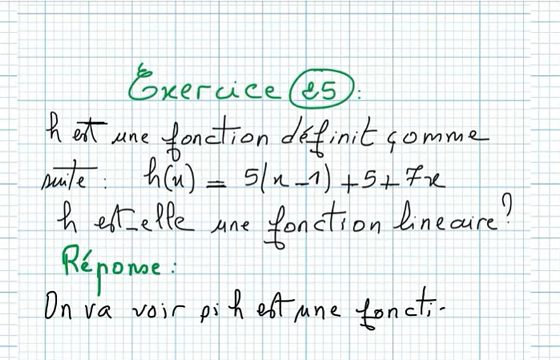 Exercice 25:
h est une fonction définit comme
suite: h(x) = 5(x-1)+5+7x
h est-elle une fonction lineaire?
Réponse:
On va voir si h est une foncti-